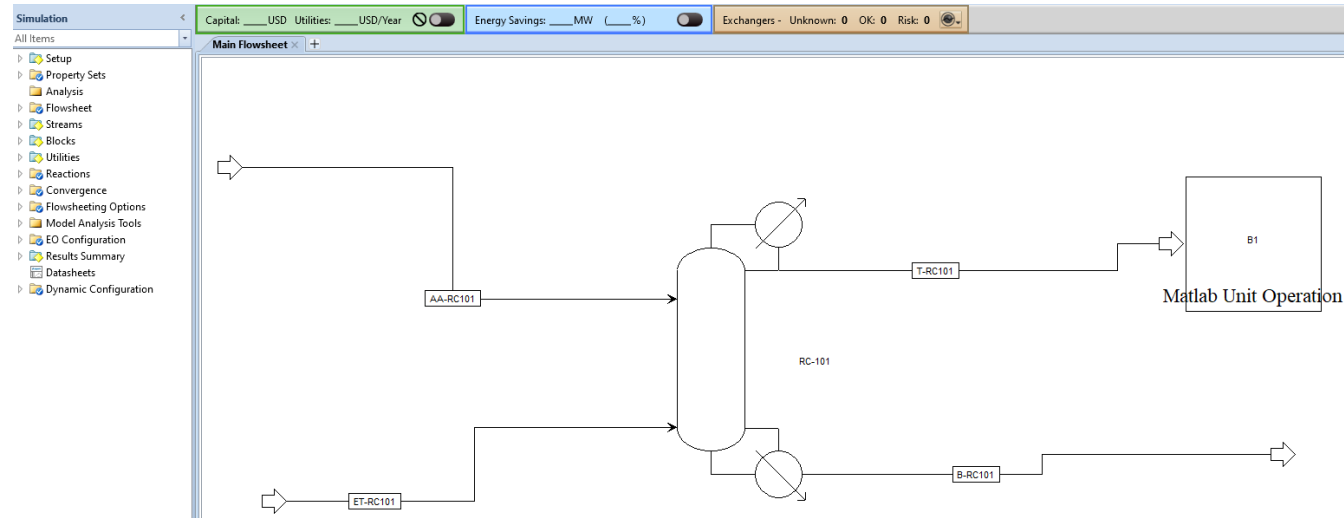 Simulation <
Capital: ____USD Utilities: ____USD/Year
Energy Savings: ____MW (____%)
Exchangers - Unknown: 0 OK: 0 Risk: 0
All Items
Main Flowsheet × +
Setup
Property Sets
Analysis
Flowsheet
Streams
Blocks
Utilities
Reactions
Convergence
Flowsheeting Options
Model Analysis Tools
EO Configuration
Results Summary
Datasheets
Dynamic Configuration
B1
T-RC101
Matlab Unit Operation
AA-RC101
RC-101
B-RC101
ET-RC101